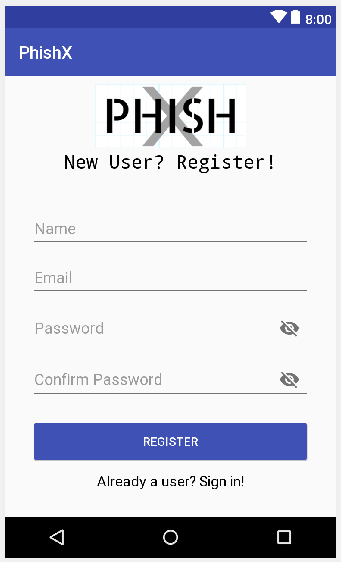 8:00
PhishX
PHISH
X
New User? Register!
Name
Email
Password
Confirm Password
REGISTER
Already a user? Sign in!